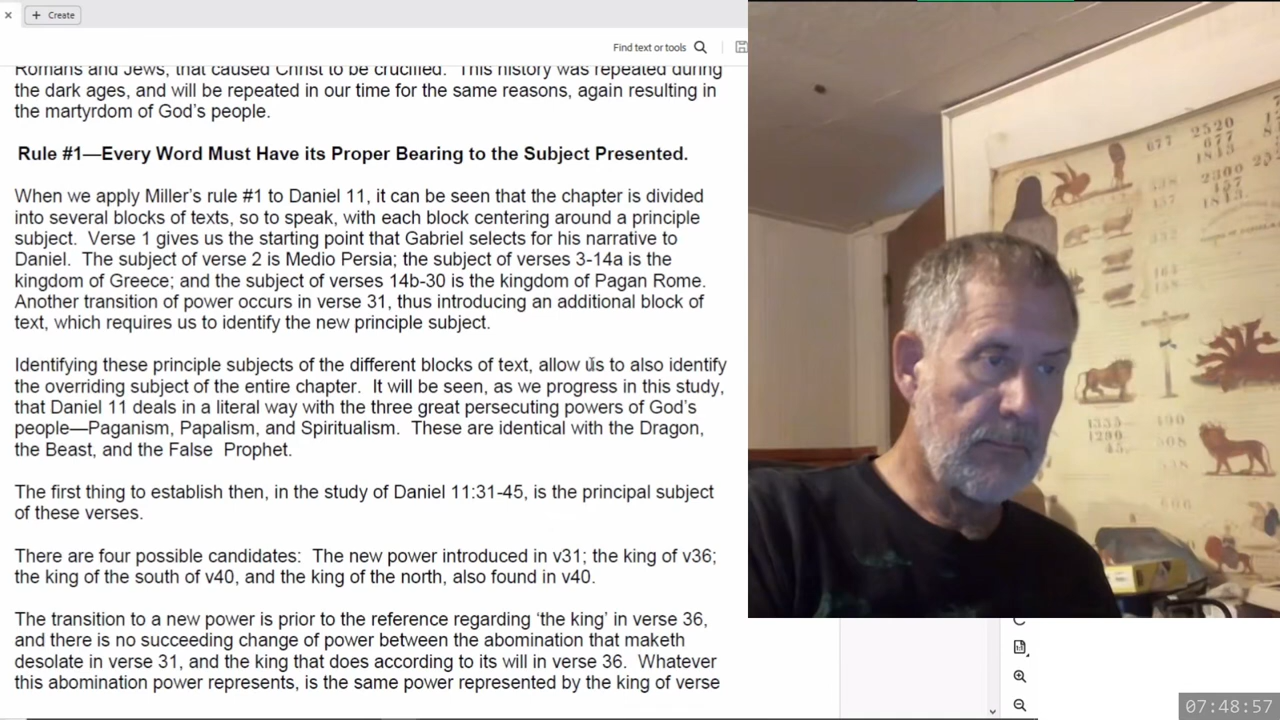 Create
Find text or tools
Romans and Jews, that caused Christ to be crucified.  This history was repeated during
the dark ages, and will be repeated in our time for the same reasons, again resulting in
the martyrdom of God's people.
Rule #1—Every Word Must Have its Proper Bearing to the Subject Presented.
When we apply Miller's rule #1 to Daniel 11, it can be seen that the chapter is divided
into several blocks of texts, so to speak, with each block centering around a principle
subject.  Verse 1 gives us the starting point that Gabriel selects for his narrative to
Daniel.  The subject of verse 2 is Medio Persia; the subject of verses 3-14a is the
kingdom of Greece; and the subject of verses 14b-30 is the kingdom of Pagan Rome.
Another transition of power occurs in verse 31, thus introducing an additional block of
text, which requires us to identify the new principle subject.
Identifying these principle subjects of the different blocks of text, allow us to also identify
the overriding subject of the entire chapter.  It will be seen, as we progress in this study,
that Daniel 11 deals in a literal way with the three great persecuting powers of God's
people—Paganism, Papalism, and Spiritualism.  These are identical with the Dragon,
the Beast, and the False  Prophet.
The first thing to establish then, in the study of Daniel 11:31-45, is the principal subject
of these verses.
There are four possible candidates:  The new power introduced in v31; the king of v36;
the king of the south of v40, and the king of the north, also found in v40.
The transition to a new power is prior to the reference regarding 'the king' in verse 36,
and there is no succeeding change of power between the abomination that maketh
desolate in verse 31, and the king that does according to its will in verse 36.  Whatever
this abomination power represents, is the same power represented by the king of verse
677
2520
677
1843
2300
457
1843.
538
490
508
538
07:48:57